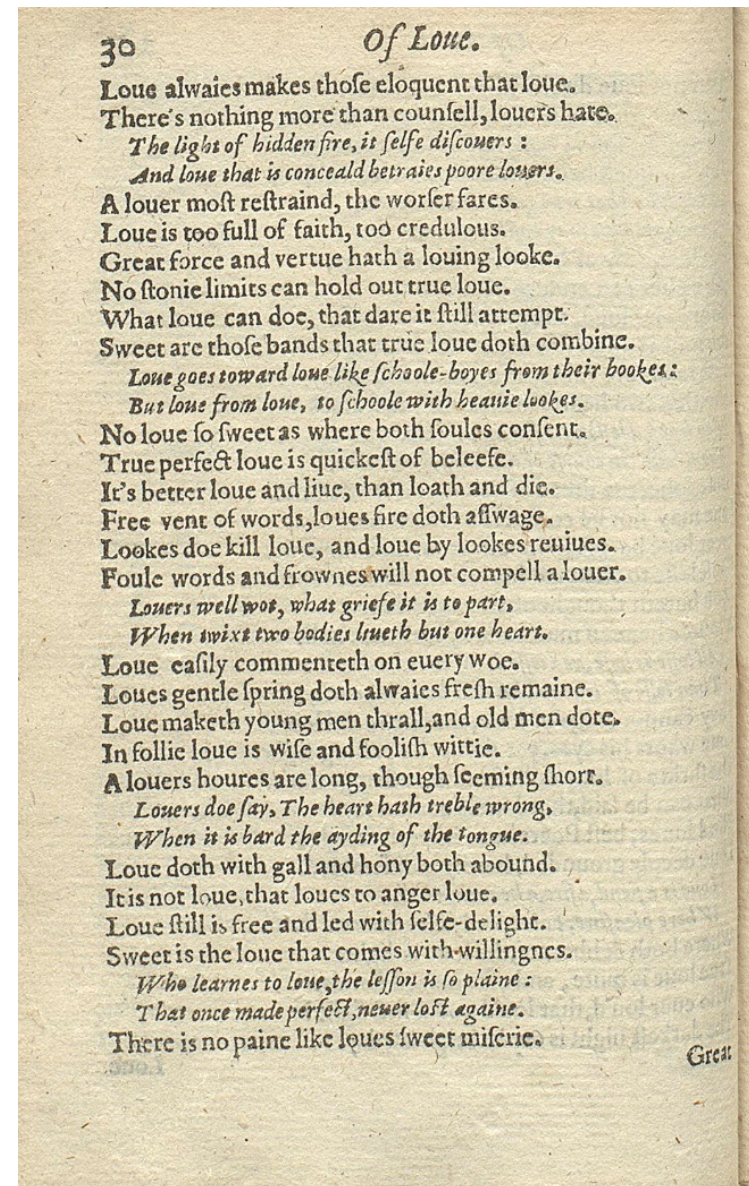 30
Of Loue.
Loue alwaies makes thoſe eloquent that loue.
There's nothing more than counſell, louers hate.
The light of hidden fire, it ſelfe diſcouers :
And loue that is conceald betraies poore louers.
A louer moſt reſtraind, the worſer fares.
Loue is too full of faith, too credulous.
Great force and vertue hath a louing looke.
No ſtonie limits can hold out true loue.
What loue can doe, that dare it ſtill attempt.
Sweet are thoſe bands that true loue doth combine.
Loue goes toward loue like ſchoole-boyes from their bookes :
But loue from loue, to ſchoole with heauie lookes.
No loue ſo ſweet as where both ſoules conſent.
True perfect loue is quickeſt of beleefe.
It's better loue and liue, than loath and die.
Free vent of words, loues fire doth aſſwage.
Lookes doe kill loue, and loue by lookes reuiues.
Foule words and frownes will not compell a louer.
Louers well wot, what griefe it is to part,
When twixt two bodies liueth but one heart.
Loue eaſily commenteth on euery woe.
Loues gentle ſpring doth alwaies freſh remaine.
Loue maketh young men thrall, and old men dote.
In follie loue is wiſe and fooliſh wittie.
A louers houres are long, though ſeeming ſhort.
Louers doe ſay, The heart hath treble wrong,
When it is bard the ayding of the tongue.
Loue doth with gall and hony both abound.
It is not loue, that loues to anger loue.
Loue ſtill is free and led with ſelfe-delight.
Sweet is the loue that comes with willingnes.
Who learnes to loue, the leſſon is ſo plaine :
That once made perfect, neuer loſt againe.
There is no paine like loues ſweet miſerie.
Great